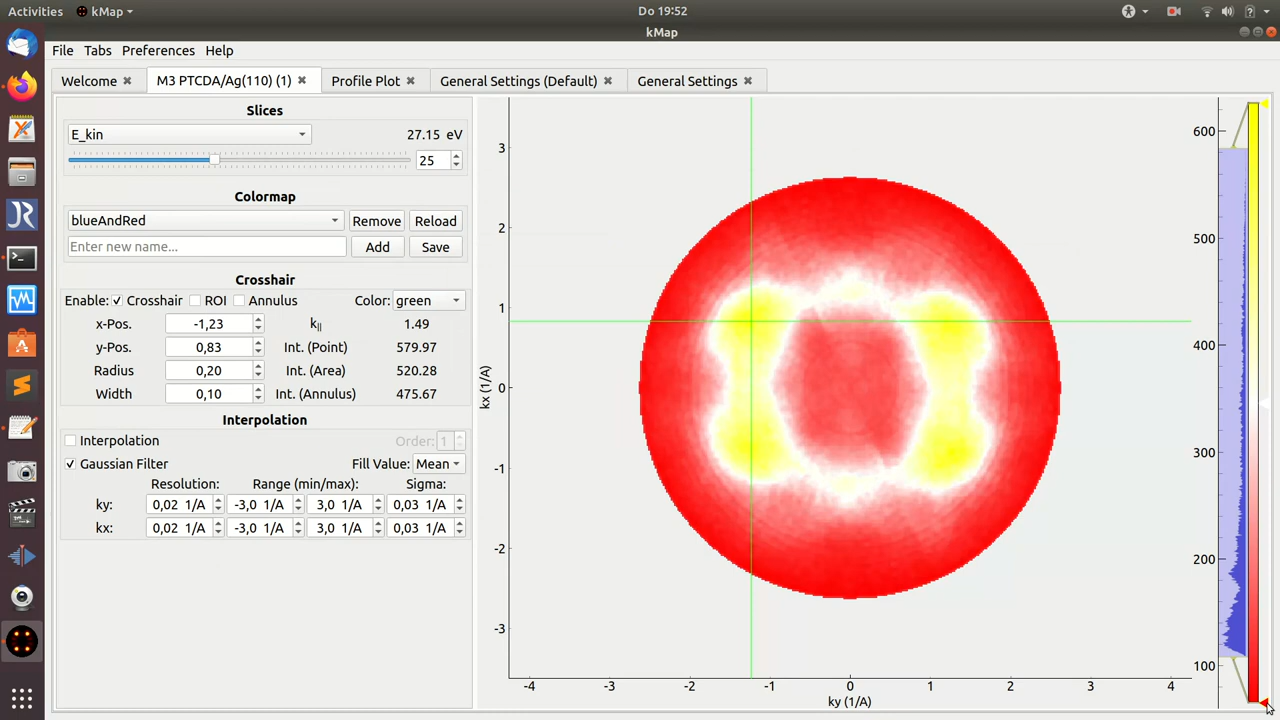 Activities kMap Do 19:52
kMap
File Tabs Preferences Help
Welcome M3 PTCDA/Ag(110) (1) Profile Plot General Settings (Default) General Settings
Slices
E_kin 27.15 eV
25
Colormap
blueAndRed Remove Reload
Enter new name... Add Save
Crosshair
Enable: Crosshair ROI Annulus Color: green
x-Pos. -1,23 k|| 1.49
y-Pos. 0,83 Int. (Point) 579.97
Radius 0,20 Int. (Area) 520.28
Width 0,10 Int. (Annulus) 475.67
Interpolation
Interpolation Order: 1
Gaussian Filter Fill Value: Mean
Resolution: Range (min/max): Sigma:
ky: 0,02 1/A -3,0 1/A 3,0 1/A 0,03 1/A
kx: 0,02 1/A -3,0 1/A 3,0 1/A 0,03 1/A
kx (1/A)
3
2
1
0
-1
-2
-3
-4 -3 -2 -1 0 1 2 3 4
ky (1/A)
600
500
400
300
200
100